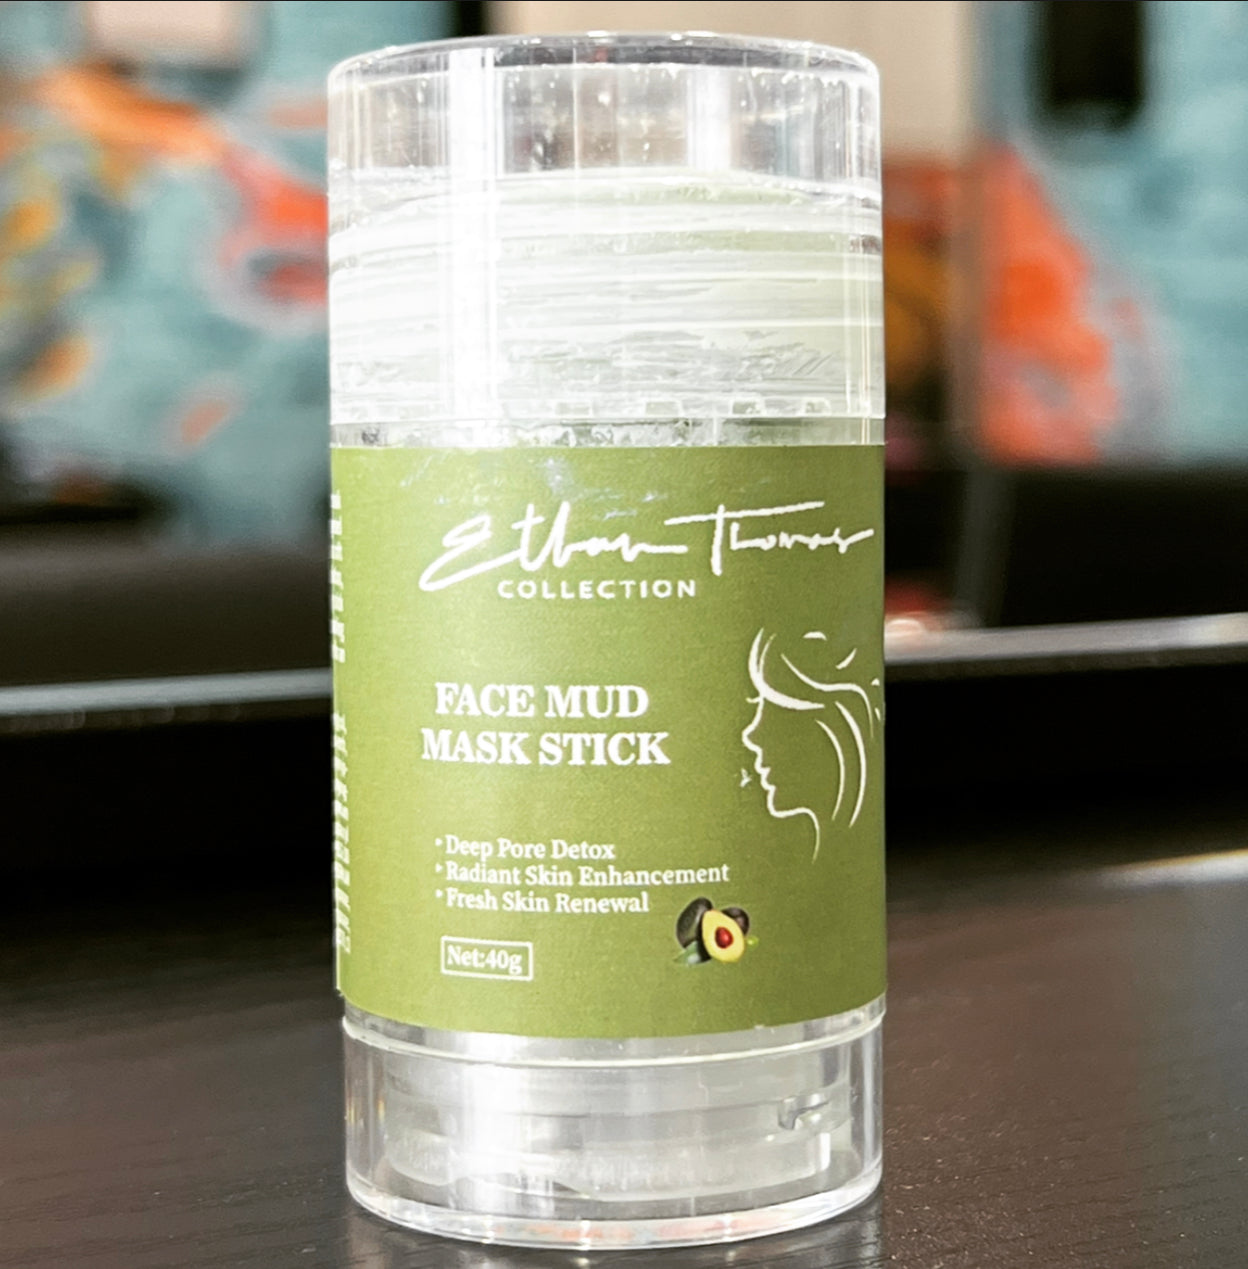 Ethan Thomas
COLLECTION
FACE MUD
MASK STICK
• Deep Pore Detox
• Radiant Skin Enhancement
• Fresh Skin Renewal
Net:40g